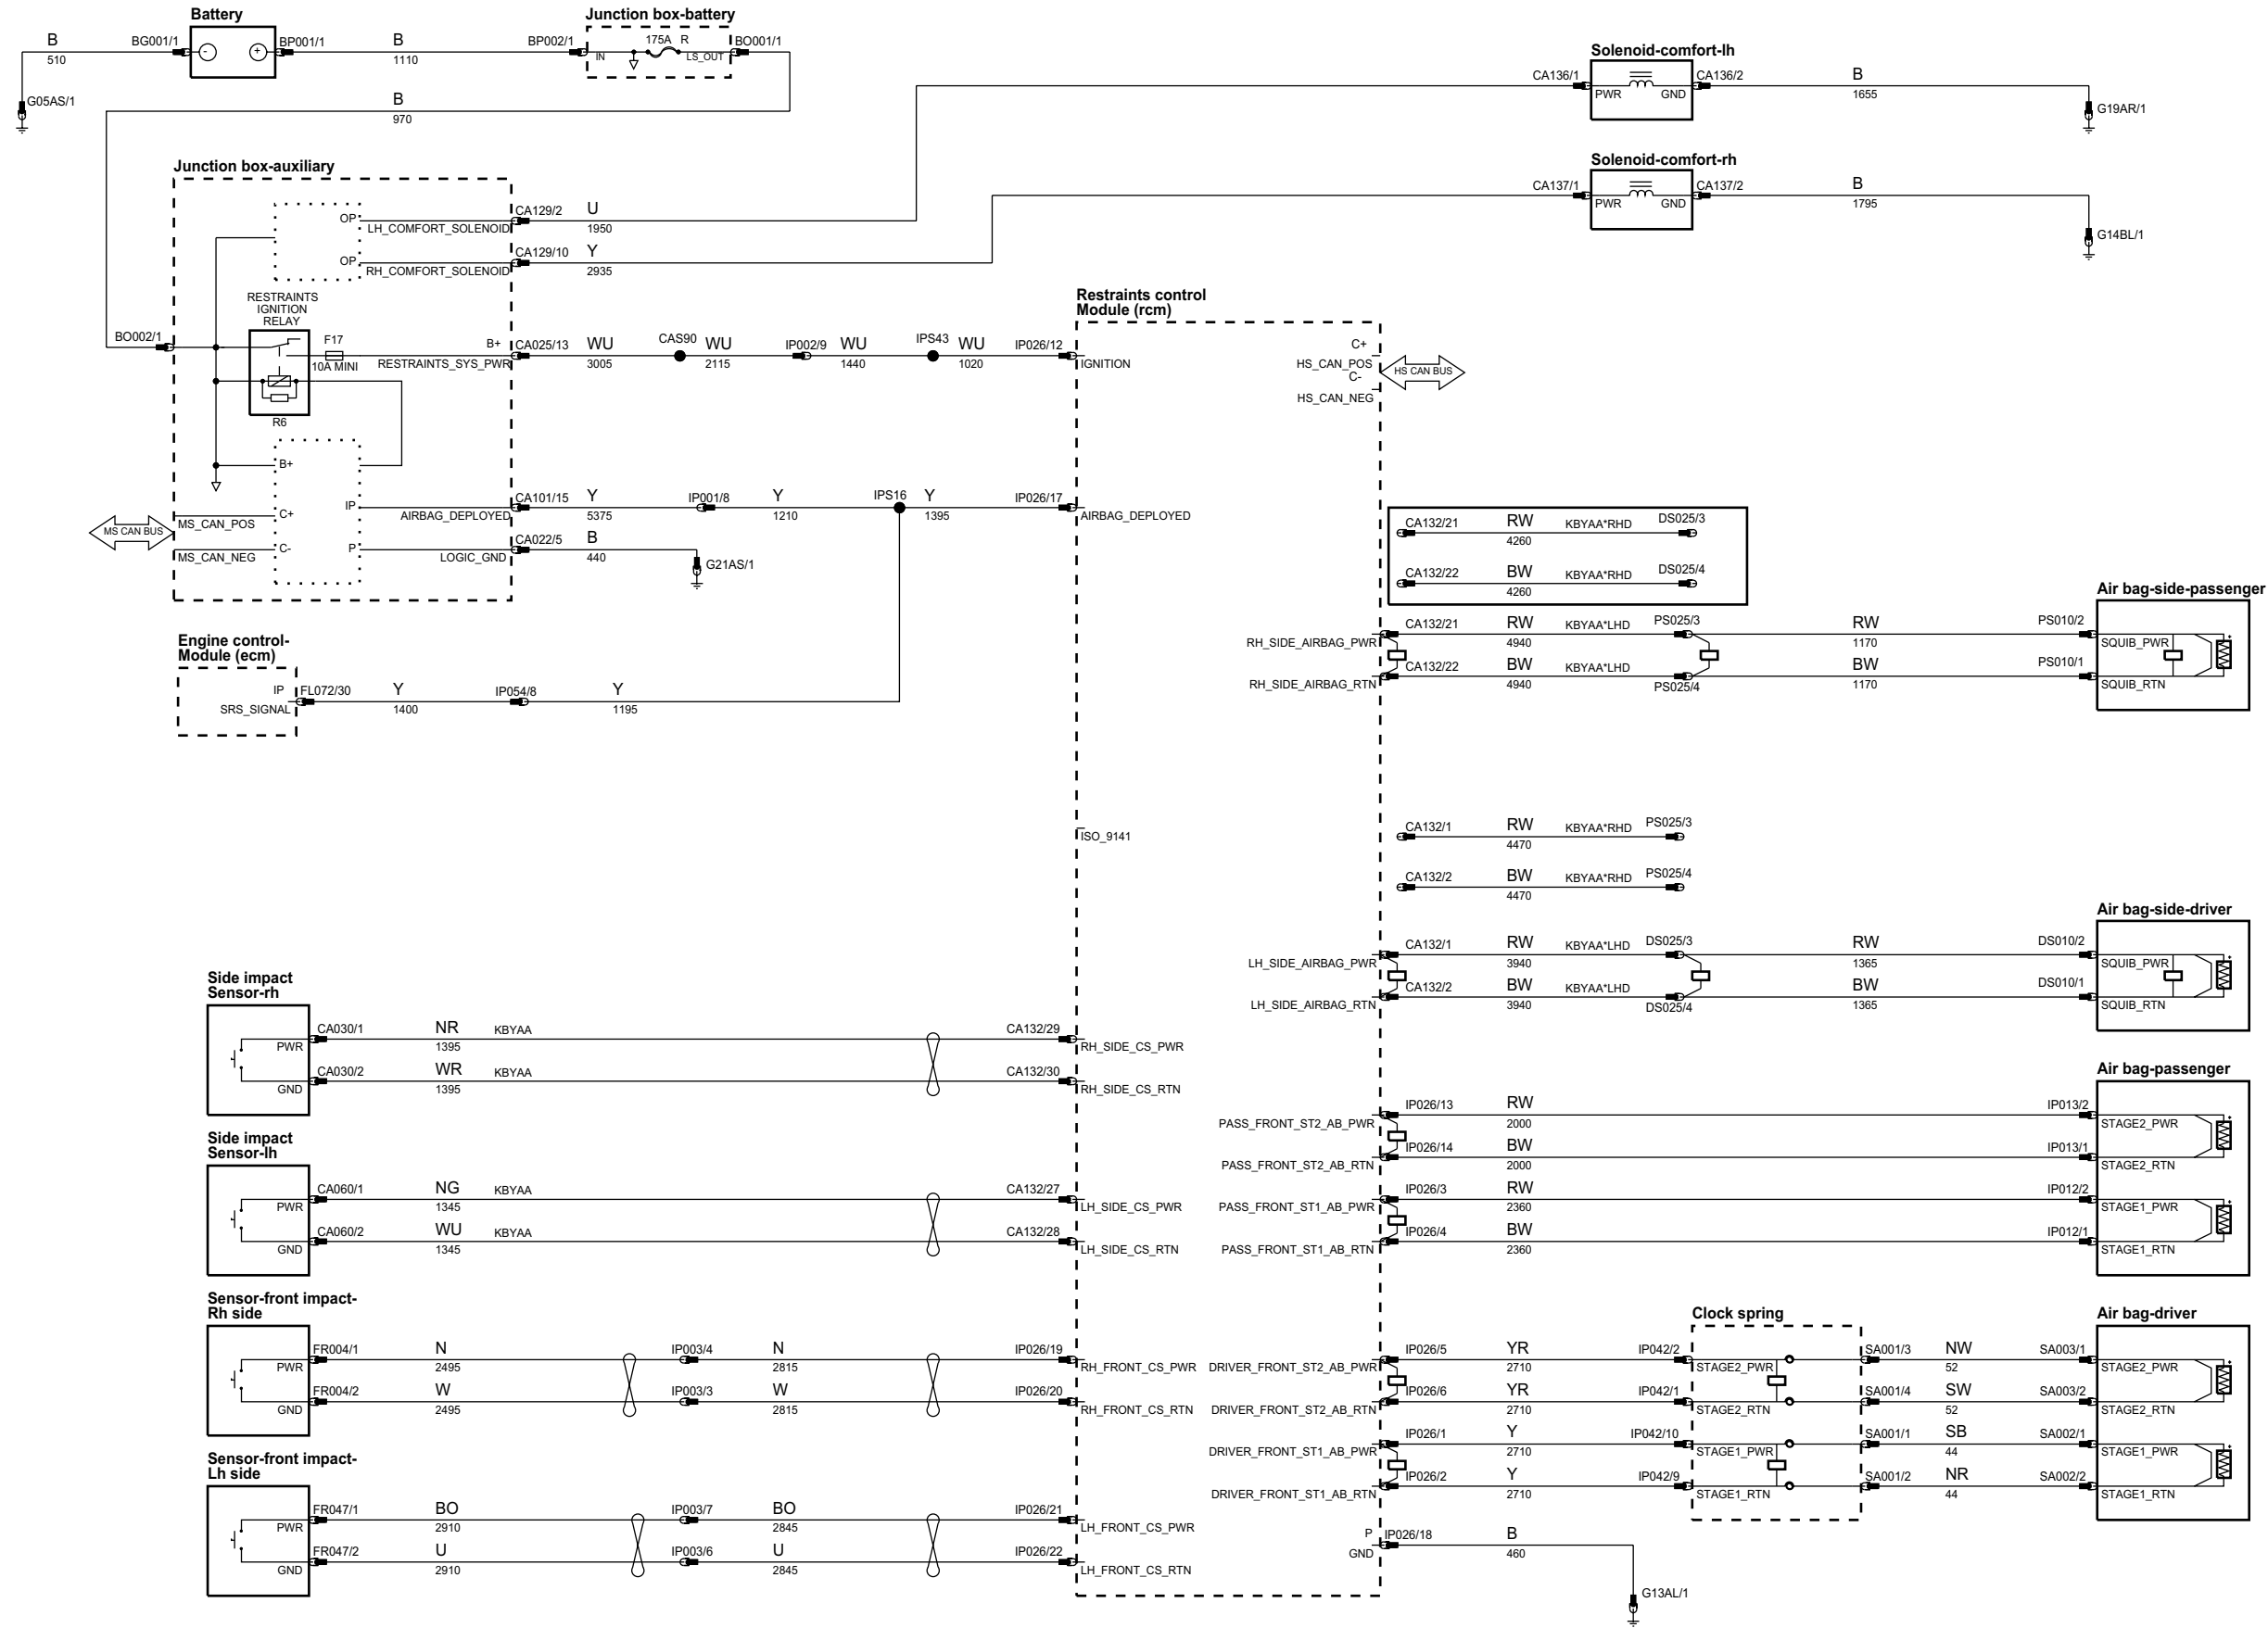 Battery
Junction box-battery
B
510
BG001/1
-
+
BP001/1
B
1110
BP002/1
175A R
IN
LS_OUT
BO001/1
G05AS/1
B
970
Solenoid-comfort-lh
CA136/1
PWR
GND
CA136/2
B
1655
G19AR/1
Solenoid-comfort-rh
CA137/1
PWR
GND
CA137/2
B
1795
G14BL/1
Junction box-auxiliary
OP
LH_COMFORT_SOLENOID
CA129/2
U
1950
OP
RH_COMFORT_SOLENOID
CA129/10
Y
2935
RESTRAINTS
IGNITION
RELAY
BO002/1
F17
10A MINI
R6
B+
RESTRAINTS_SYS_PWR
CA025/13
WU
3005
CAS90
WU
2115
IP002/9
WU
1440
IPS43
WU
1020
IP026/12
B+
C+
C-
IP
P
MS CAN BUS
MS_CAN_POS
MS_CAN_NEG
AIRBAG_DEPLOYED
CA101/15
Y
5375
IP001/8
Y
1210
IPS16
Y
1395
IP026/17
LOGIC_GND
CA022/5
B
440
G21AS/1
Engine control-
Module (ecm)
IP
SRS_SIGNAL
FL072/30
Y
1400
IP054/8
Y
1195
Restraints control
Module (rcm)
IGNITION
C+
HS_CAN_POS
C-
HS_CAN_NEG
HS CAN BUS
AIRBAG_DEPLOYED
CA132/21
RW
4260
KBYAA*RHD
DS025/3
CA132/22
BW
4260
KBYAA*RHD
DS025/4
RH_SIDE_AIRBAG_PWR
CA132/21
RW
4940
KBYAA*LHD
PS025/3
RW
1170
PS010/2
RH_SIDE_AIRBAG_RTN
CA132/22
BW
4940
KBYAA*LHD
PS025/4
BW
1170
PS010/1
Air bag-side-passenger
SQUIB_PWR
SQUIB_RTN
ISO_9141
CA132/1
RW
4470
KBYAA*RHD
PS025/3
CA132/2
BW
4470
KBYAA*RHD
PS025/4
LH_SIDE_AIRBAG_PWR
CA132/1
RW
3940
KBYAA*LHD
DS025/3
RW
1365
DS010/2
LH_SIDE_AIRBAG_RTN
CA132/2
BW
3940
KBYAA*LHD
DS025/4
BW
1365
DS010/1
Air bag-side-driver
SQUIB_PWR
SQUIB_RTN
Side impact
Sensor-rh
PWR
CA030/1
NR
1395
KBYAA
CA132/29
RH_SIDE_CS_PWR
GND
CA030/2
WR
1395
KBYAA
CA132/30
RH_SIDE_CS_RTN
Side impact
Sensor-lh
PWR
CA060/1
NG
1345
KBYAA
CA132/27
LH_SIDE_CS_PWR
GND
CA060/2
WU
1345
KBYAA
CA132/28
LH_SIDE_CS_RTN
Air bag-passenger
PASS_FRONT_ST2_AB_PWR
IP026/13
RW
2000
IP013/2
STAGE2_PWR
PASS_FRONT_ST2_AB_RTN
IP026/14
BW
2000
IP013/1
STAGE2_RTN
PASS_FRONT_ST1_AB_PWR
IP026/3
RW
2360
IP012/2
STAGE1_PWR
PASS_FRONT_ST1_AB_RTN
IP026/4
BW
2360
IP012/1
STAGE1_RTN
Sensor-front impact-
Rh side
PWR
FR004/1
N
2495
IP003/4
N
2815
IP026/19
RH_FRONT_CS_PWR
GND
FR004/2
W
2495
IP003/3
W
2815
IP026/20
RH_FRONT_CS_RTN
Sensor-front impact-
Lh side
PWR
FR047/1
BO
2910
IP003/7
BO
2845
IP026/21
LH_FRONT_CS_PWR
GND
FR047/2
U
2910
IP003/6
U
2845
IP026/22
LH_FRONT_CS_RTN
Clock spring
Air bag-driver
DRIVER_FRONT_ST2_AB_PWR
IP026/5
YR
2710
IP042/2
STAGE2_PWR
SA001/3
NW
52
SA003/1
STAGE2_PWR
DRIVER_FRONT_ST2_AB_RTN
IP026/6
YR
2710
IP042/1
STAGE2_RTN
SA001/4
SW
52
SA003/2
STAGE2_RTN
DRIVER_FRONT_ST1_AB_PWR
IP026/1
Y
2710
IP042/10
STAGE1_PWR
SA001/1
SB
44
SA002/1
STAGE1_PWR
DRIVER_FRONT_ST1_AB_RTN
IP026/2
Y
2710
IP042/9
STAGE1_RTN
SA001/2
NR
44
SA002/2
STAGE1_RTN
P
GND
IP026/18
B
460
G13AL/1